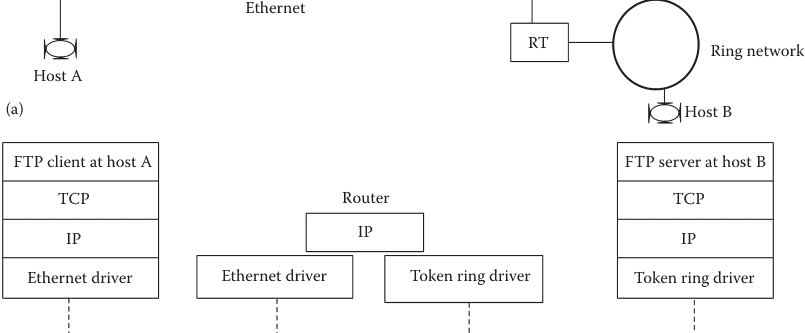 Ethernet
RT
Ring network
Host A
(a)
Host B
FTP client at host A
FTP server at host B
TCP
TCP
Router
IP
IP
IP
Ethernet driver
Ethernet driver
Token ring driver
Token ring driver